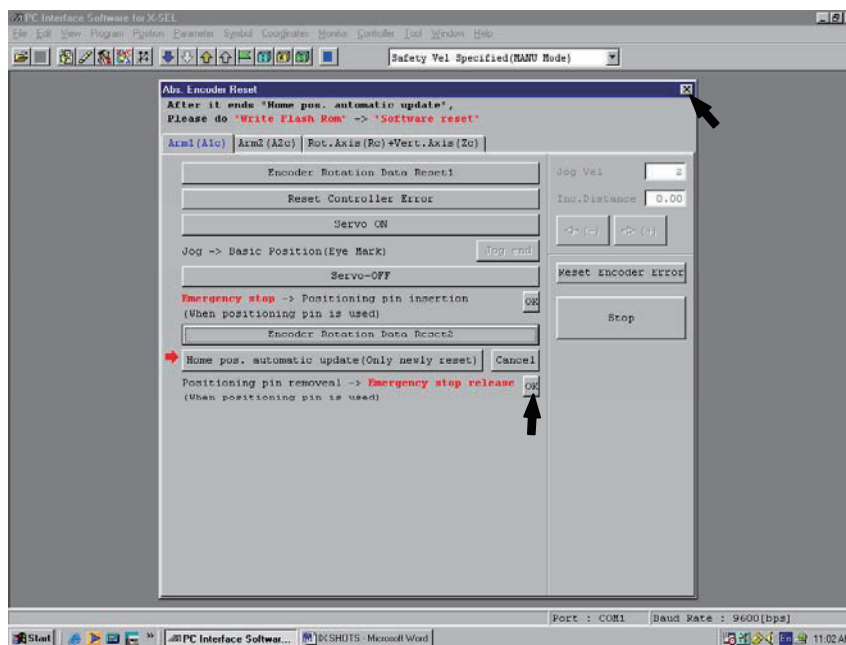 PC Interface Software for X-SEL
File Edit View Program Position Parameter Symbol Coordinates Monitor Controller Tool Window Help
Safety Vel Specified(MANU Mode)
Abs. Encoder Reset
After it ends "Home pos. automatic update",
Please do "Write Flash Rom" -> "Software reset"
Arm1(A1c) Arm2(A2c) Rot.Axis(Rc)+Vert.Axis(Zc)
Encoder Rotation Data Reset1
Reset Controller Error
Servo ON
Jog -> Basic Position(Eye Mark) Jog end
Servo-OFF
Emergency stop -> Positioning pin insertion
(When positioning pin is used)
OK
Encoder Rotation Data Reset2
Home pos. automatic update(Only newly reset) Cancel
Positioning pin removeal -> Emergency stop release
(When positioning pin is used)
OK
Jog Vel 2
Inc.Distance 0.00
(-) (+)
Reset Encoder Error
Stop
Port : COM1 Baud Rate : 9600[bps]
Start » PC Interface Softwar... IX SHOTS - Microsoft Word En 11:02 AM